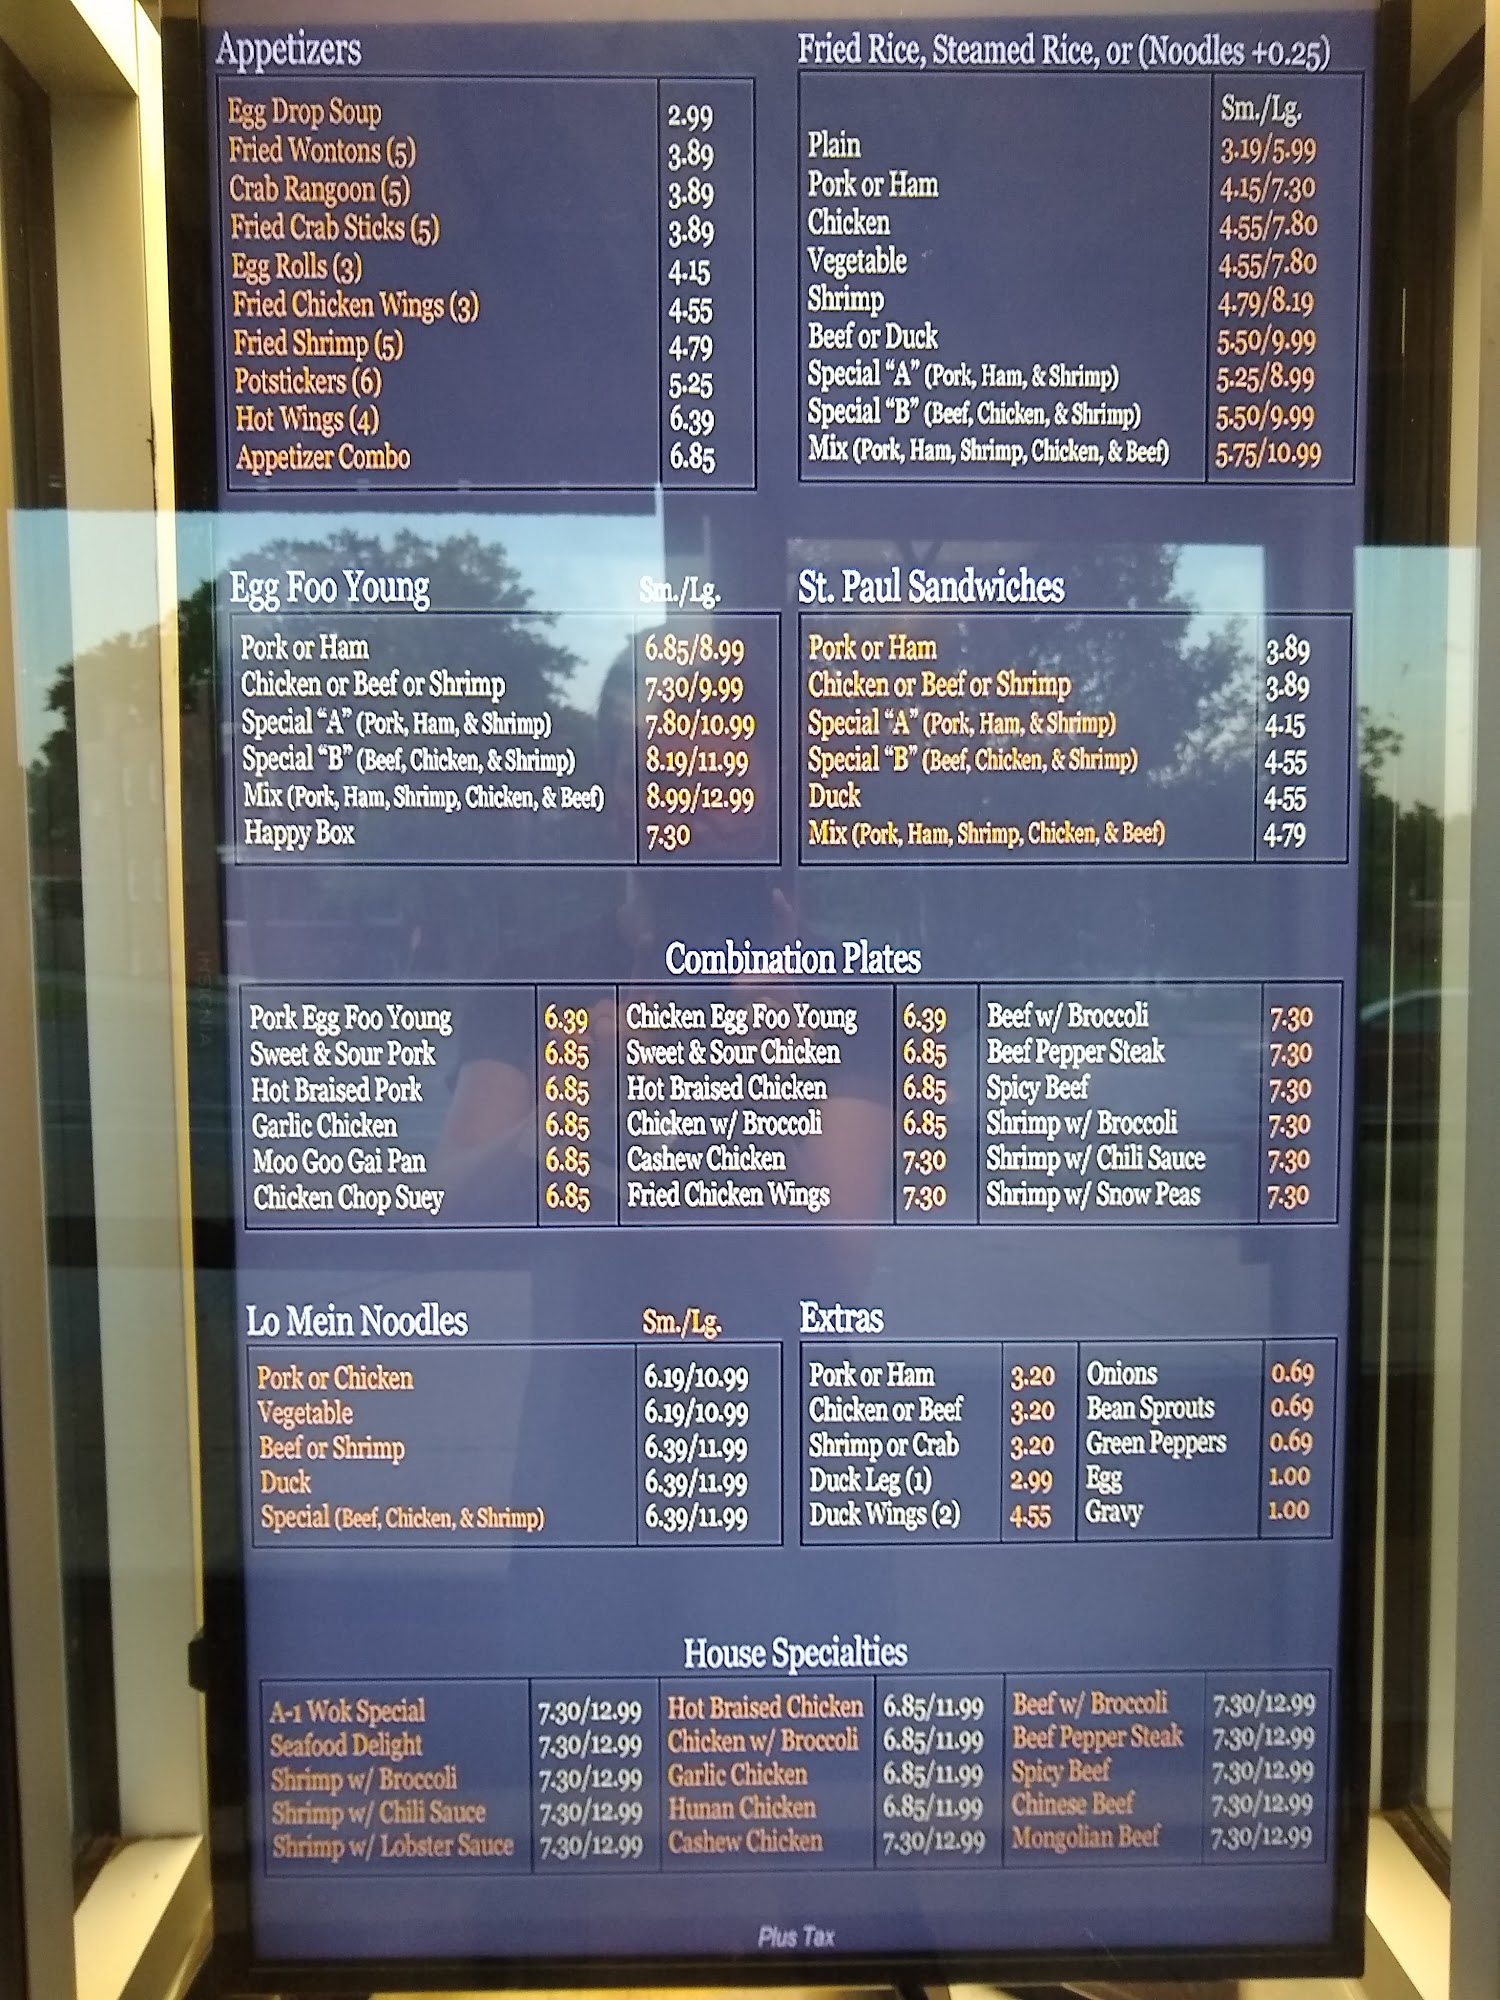 Appetizers
Egg Drop Soup 2.99
Fried Wontons (5) 3.89
Crab Rangoon (5) 3.89
Fried Crab Sticks (5) 3.89
Egg Rolls (3) 4.15
Fried Chicken Wings (3) 4.55
Fried Shrimp (5) 4.79
Potstickers (6) 5.25
Hot Wings (4) 6.39
Appetizer Combo 6.85
Fried Rice, Steamed Rice, or (Noodles +0.25)
Sm./Lg.
Plain 3.19/5.99
Pork or Ham 4.15/7.30
Chicken 4.55/7.80
Vegetable 4.55/7.80
Shrimp 4.79/8.19
Beef or Duck 5.50/9.99
Special “A” (Pork, Ham, & Shrimp) 5.25/8.99
Special “B” (Beef, Chicken, & Shrimp) 5.50/9.99
Mix (Pork, Ham, Shrimp, Chicken, & Beef) 5.75/10.99
Egg Foo Young Sm./Lg.
Pork or Ham 6.85/8.99
Chicken or Beef or Shrimp 7.30/9.99
Special “A” (Pork, Ham, & Shrimp) 7.80/10.99
Special “B” (Beef, Chicken, & Shrimp) 8.19/11.99
Mix (Pork, Ham, Shrimp, Chicken, & Beef) 8.99/12.99
Happy Box 7.30
St. Paul Sandwiches
Pork or Ham 3.89
Chicken or Beef or Shrimp 3.89
Special “A” (Pork, Ham, & Shrimp) 4.15
Special “B” (Beef, Chicken, & Shrimp) 4.55
Duck 4.55
Mix (Pork, Ham, Shrimp, Chicken, & Beef) 4.79
Combination Plates
Pork Egg Foo Young 6.39 Chicken Egg Foo Young 6.39 Beef w/ Broccoli 7.30
Sweet & Sour Pork 6.85 Sweet & Sour Chicken 6.85 Beef Pepper Steak 7.30
Hot Braised Pork 6.85 Hot Braised Chicken 6.85 Spicy Beef 7.30
Garlic Chicken 6.85 Chicken w/ Broccoli 6.85 Shrimp w/ Broccoli 7.30
Moo Goo Gai Pan 6.85 Cashew Chicken 7.30 Shrimp w/ Chili Sauce 7.30
Chicken Chop Suey 6.85 Fried Chicken Wings 7.30 Shrimp w/ Snow Peas 7.30
Lo Mein Noodles Sm./Lg.
Pork or Chicken 6.19/10.99
Vegetable 6.19/10.99
Beef or Shrimp 6.39/11.99
Duck 6.39/11.99
Special (Beef, Chicken, & Shrimp) 6.39/11.99
Extras
Pork or Ham 3.20 Onions 0.69
Chicken or Beef 3.20 Bean Sprouts 0.69
Shrimp or Crab 3.20 Green Peppers 0.69
Duck Leg (1) 2.99 Egg 1.00
Duck Wings (2) 4.55 Gravy 1.00
House Specialties
A-1 Wok Special 7.30/12.99 Hot Braised Chicken 6.85/11.99 Beef w/ Broccoli 7.30/12.99
Seafood Delight 7.30/12.99 Chicken w/ Broccoli 6.85/11.99 Beef Pepper Steak 7.30/12.99
Shrimp w/ Broccoli 7.30/12.99 Garlic Chicken 6.85/11.99 Spicy Beef 7.30/12.99
Shrimp w/ Chili Sauce 7.30/12.99 Hunan Chicken 6.85/11.99 Chinese Beef 7.30/12.99
Shrimp w/ Lobster Sauce 7.30/12.99 Cashew Chicken 7.30/12.99 Mongolian Beef 7.30/12.99
Plus Tax
INSIGNIA